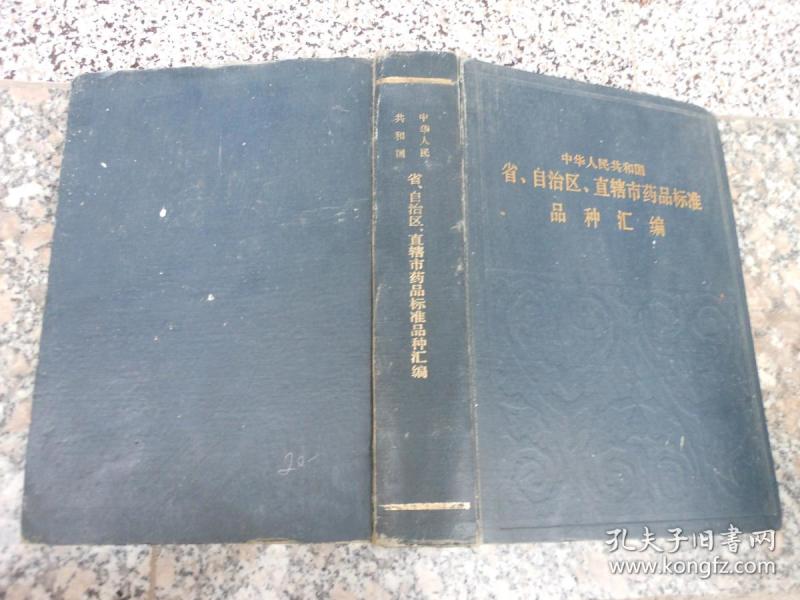 中华人民共和国
省、自治区、直辖市药品标准
品种汇编
中华人民
共和国
省、自治区、直辖市药品标准品种汇编
20-
孔夫子旧书网
www.kongfz.com